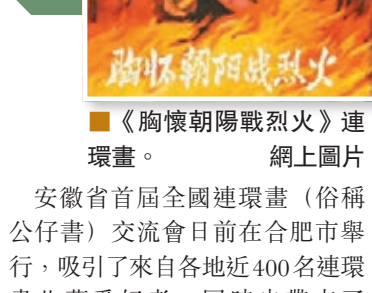 胸怀朝阳战烈火
■《胸懷朝陽戰烈火》連
環畫。 網上圖片
安徽省首屆全國連環畫（俗稱
公仔書）交流會日前在合肥市舉
行，吸引了來自各地近400名連環